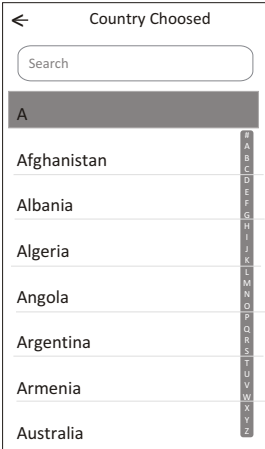 Country Choosed
Search
A
Afghanistan
Albania
Algeria
Angola
Argentina
Armenia
Australia
#
A
B
C
D
E
F
G
H
I
J
K
L
M
N
O
P
Q
R
S
T
U
V
W
X
Y
Z